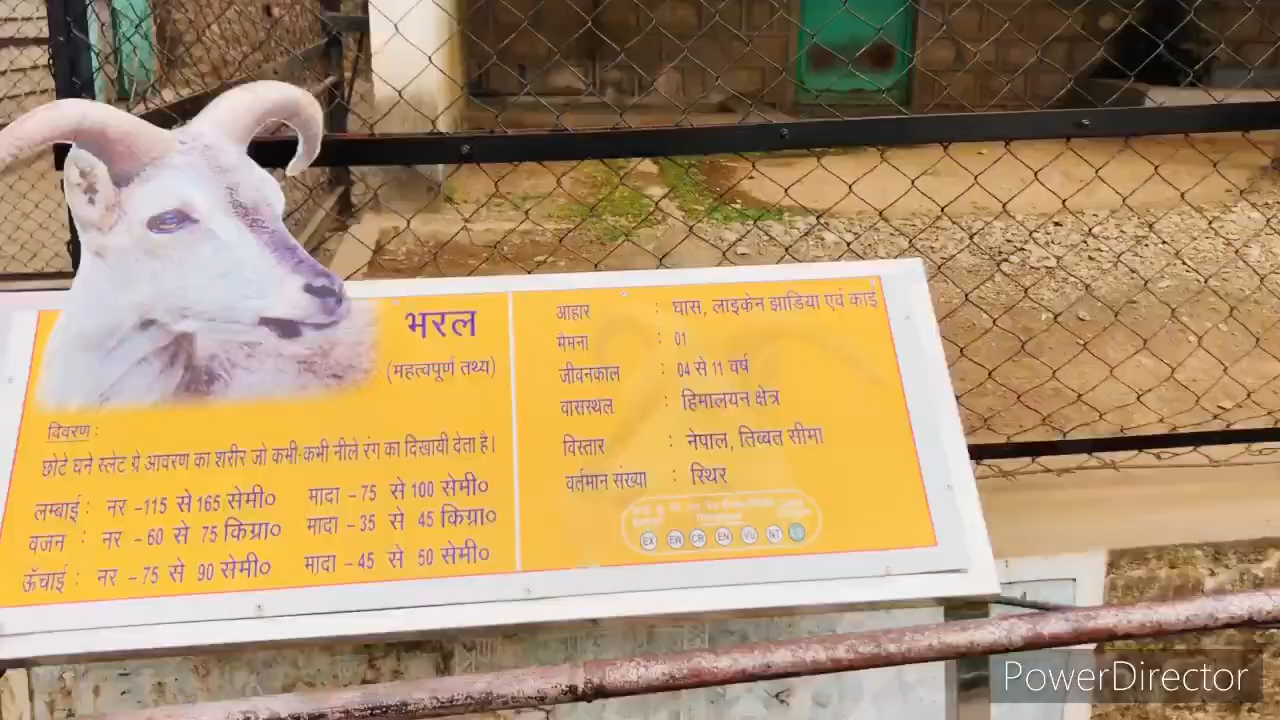 भरल
(महत्वपूर्ण तथ्य)
विवरण :
छोटे घने स्लेट ग्रे आवरण का शरीर जो कभी-कभी नीले रंग का दिखायी देता है।
लम्बाई : नर -115 से 165 सेमी० मादा -75 से 100 सेमी०
वजन : नर -60 से 75 किग्रा० मादा -35 से 45 किग्रा०
ऊँचाई : नर -75 से 90 सेमी० मादा -45 से 50 सेमी०
आहार : घास, लाइकेन झाडिया एवं काई
मैमना : 01
जीवनकाल : 04 से 11 वर्ष
वासस्थल : हिमालयन क्षेत्र
विस्तार : नेपाल, तिब्बत सीमा
वर्तमान संख्या : स्थिर
EX EW CR EN VU NT
PowerDirector